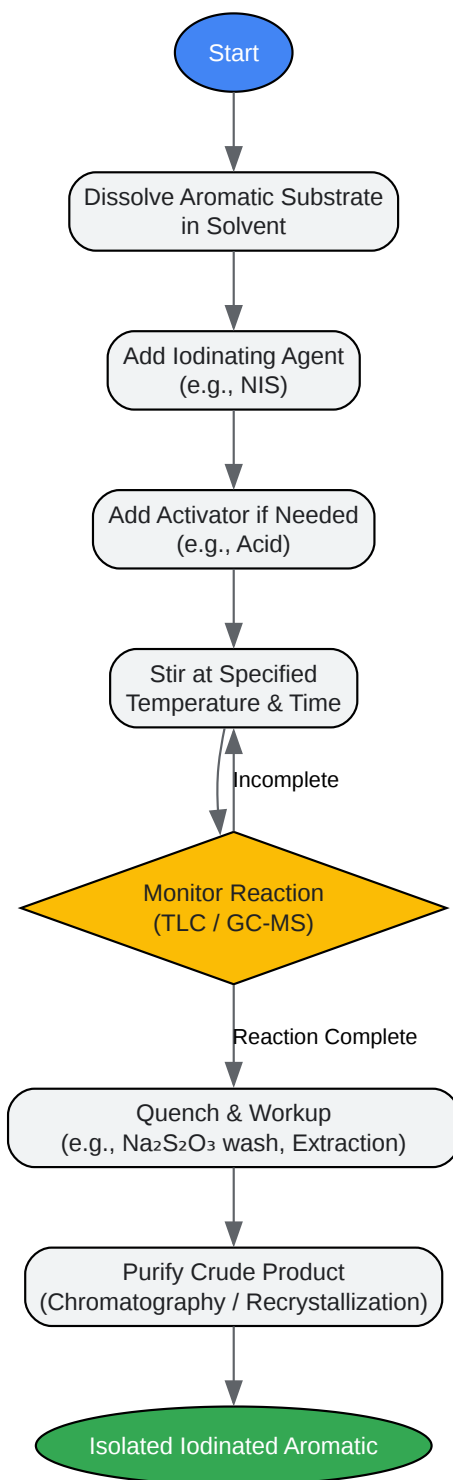 Start
Dissolve Aromatic Substrate
in Solvent
Add Iodinating Agent
(e.g., NIS)
Add Activator if Needed
(e.g., Acid)
Stir at Specified
Temperature & Time
Incomplete
Monitor Reaction
(TLC / GC-MS)
Reaction Complete
Quench & Workup
(e.g., Na₂S₂O₃ wash, Extraction)
Purify Crude Product
(Chromatography / Recrystallization)
Isolated Iodinated Aromatic